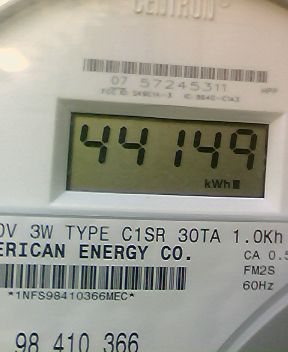 CENTRON®
07 57245311
HPP
44149
kWh
0V 3W TYPE C1SR 30TA 1.0Kh
ERICAN ENERGY CO.
CA 0.5
FM2S
60Hz
*1NFS98410366MEC*
98 410 366